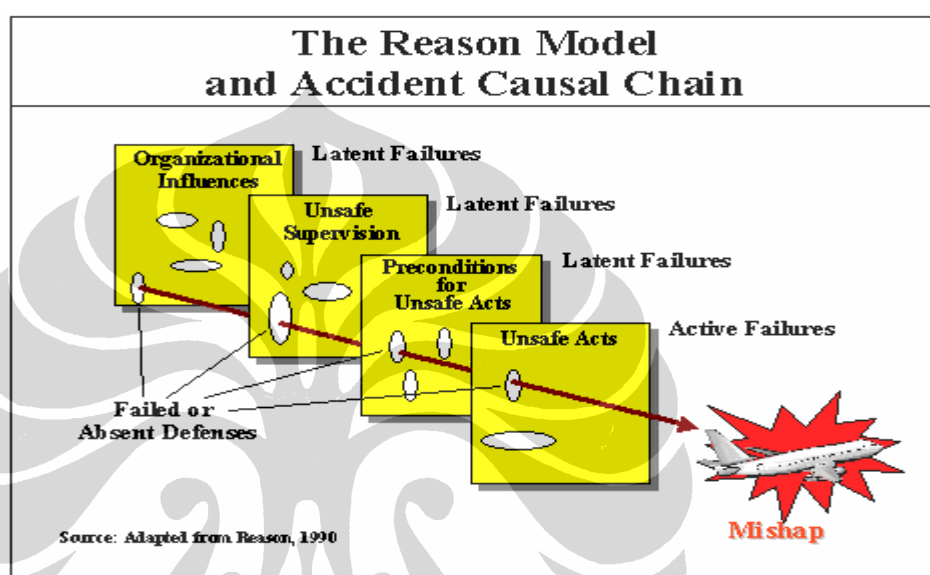 The Reason Model
and Accident Causal Chain
Organizational
Influences
Latent Failures
Unsafe
Supervision
Latent Failures
Preconditions
for
Unsafe Acts
Latent Failures
Unsafe Acts
Active Failures
Failed or
Absent Defenses
Mishap
Source: Adapted from Reason, 1990